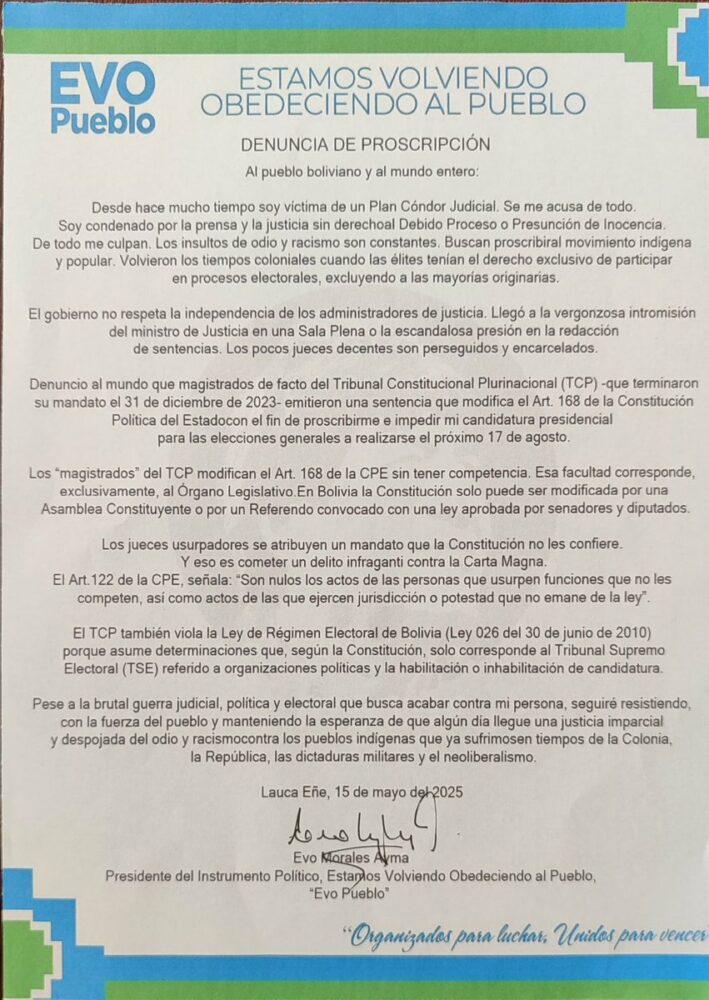 EVO
Pueblo
ESTAMOS VOLVIENDO
OBEDECIENDO AL PUEBLO
DENUNCIA DE PROSCRIPCIÓN
Al pueblo boliviano y al mundo entero:
Desde hace mucho tiempo soy víctima de un Plan Cóndor Judicial. Se me acusa de todo.
Soy condenado por la prensa y la justicia sin derechoal Debido Proceso o Presunción de Inocencia.
De todo me culpan. Los insultos de odio y racismo son constantes. Buscan proscribiral movimiento indígena
y popular. Volvieron los tiempos coloniales cuando las élites tenían el derecho exclusivo de participar
en procesos electorales, excluyendo a las mayorías originarias.
El gobierno no respeta la independencia de los administradores de justicia. Llegó a la vergonzosa intromisión
del ministro de Justicia en una Sala Plena o la escandalosa presión en la redacción
de sentencias. Los pocos jueces decentes son perseguidos y encarcelados.
Denuncio al mundo que magistrados de facto del Tribunal Constitucional Plurinacional (TCP) -que terminaron
su mandato el 31 de diciembre de 2023- emitieron una sentencia que modifica el Art. 168 de la Constitución
Política del Estadocon el fin de proscribirme e impedir mi candidatura presidencial
para las elecciones generales a realizarse el próximo 17 de agosto.
Los “magistrados” del TCP modifican el Art. 168 de la CPE sin tener competencia. Esa facultad corresponde,
exclusivamente, al Órgano Legislativo.En Bolivia la Constitución solo puede ser modificada por una
Asamblea Constituyente o por un Referendo convocado con una ley aprobada por senadores y diputados.
Los jueces usurpadores se atribuyen un mandato que la Constitución no les confiere.
Y eso es cometer un delito infraganti contra la Carta Magna.
El Art.122 de la CPE, señala: “Son nulos los actos de las personas que usurpen funciones que no les
competen, así como actos de las que ejercen jurisdicción o potestad que no emane de la ley”.
El TCP también viola la Ley de Régimen Electoral de Bolivia (Ley 026 del 30 de junio de 2010)
porque asume determinaciones que, según la Constitución, solo corresponde al Tribunal Supremo
Electoral (TSE) referido a organizaciones políticas y la habilitación o inhabilitación de candidatura.
Pese a la brutal guerra judicial, política y electoral que busca acabar contra mi persona, seguiré resistiendo,
con la fuerza del pueblo y manteniendo la esperanza de que algún día llegue una justicia imparcial
y despojada del odio y racismocontra los pueblos indígenas que ya sufrimosen tiempos de la Colonia,
la República, las dictaduras militares y el neoliberalismo.
Lauca Eñe, 15 de mayo del 2025
Evo Morales Ayma
Presidente del Instrumento Político, Estamos Volviendo Obedeciendo al Pueblo,
“Evo Pueblo”
“Organizados para luchar, Unidos para vencer